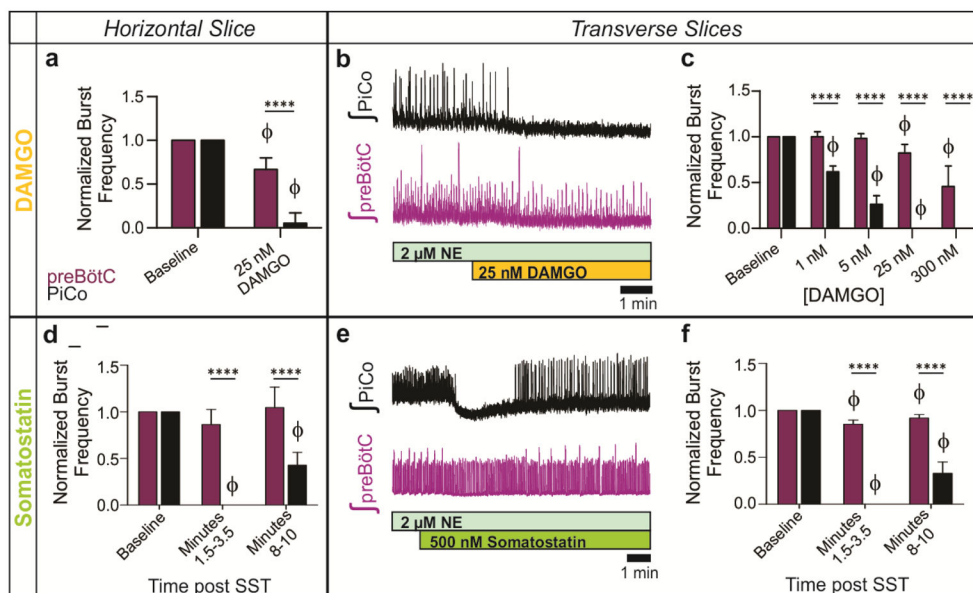 Horizontal Slice
Transverse Slices
DAMGO
a
Normalized Burst
Frequency
1.5
1.0
0.5
0.0
****
ϕ
ϕ
Baseline
25 nM
DAMGO
preBötC
PiCo
b
∫PiCo
∫preBötC
2 µM NE
25 nM DAMGO
1 min
c
Normalized Burst
Frequency
1.5
1.0
0.5
0.0
**** **** **** ****
ϕ
ϕ
ϕ
ϕ
ϕ
Baseline
1 nM
5 nM
25 nM
300 nM
[DAMGO]
Somatostatin
d
Normalized Burst
Frequency
1.5
1.0
0.5
0.0
**** ****
ϕ
ϕ
Baseline
Minutes
1.5-3.5
Minutes
8-10
Time post SST
e
∫PiCo
∫preBötC
2 µM NE
500 nM Somatostatin
1 min
f
Normalized Burst
Frequency
1.5
1.0
0.5
0.0
**** ****
ϕ
ϕ
ϕ
ϕ
Baseline
Minutes
1.5-3.5
Minutes
8-10
Time post SST